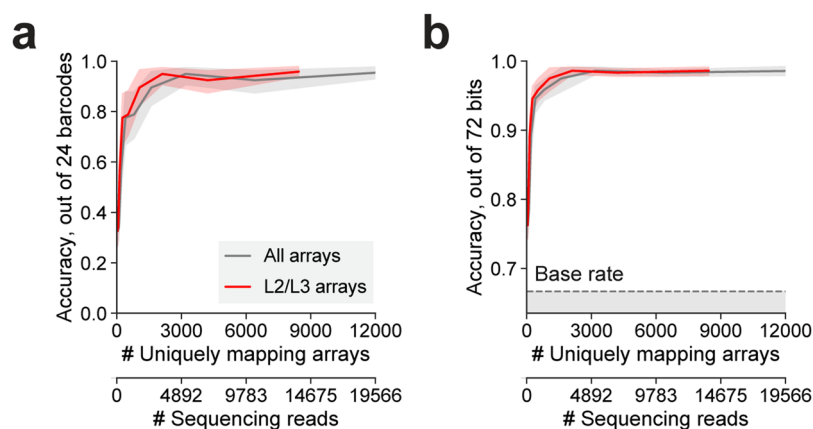 a
Accuracy, out of 24 barcodes
1.0
0.8
0.6
0.4
0.2
0.0
All arrays
L2/L3 arrays
0 3000 6000 9000 12000
# Uniquely mapping arrays
0 4892 9783 14675 19566
# Sequencing reads
b
Accuracy, out of 72 bits
1.0
0.9
0.8
0.7
Base rate
0 3000 6000 9000 12000
# Uniquely mapping arrays
0 4892 9783 14675 19566
# Sequencing reads